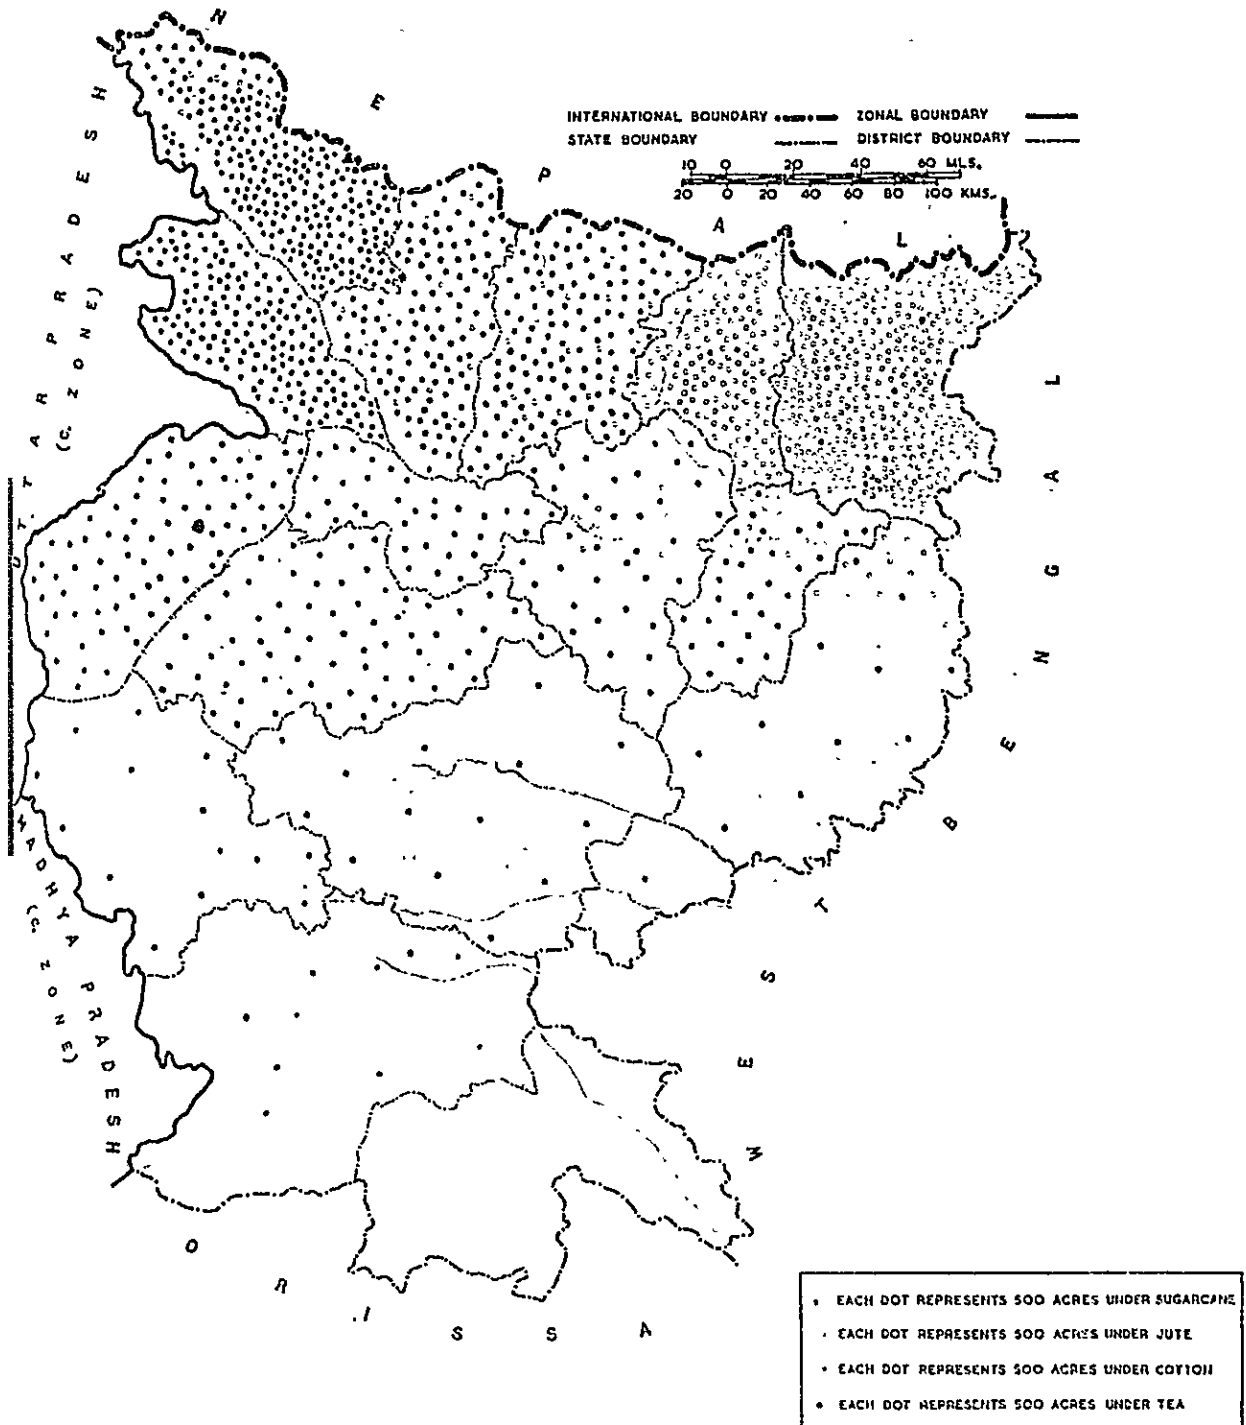 NEPAL
INTERNATIONAL BOUNDARY
ZONAL BOUNDARY
STATE BOUNDARY
DISTRICT BOUNDARY
10 0 20 40 60 MLS.
20 0 20 40 60 80 100 KMS.
UTTAR PRADESH
(C. ZONE)
MADHYA PRADESH
(C. ZONE)
WEST BENGAL
ORISSA
EACH DOT REPRESENTS 500 ACRES UNDER SUGARCANE
EACH DOT REPRESENTS 500 ACRES UNDER JUTE
EACH DOT REPRESENTS 500 ACRES UNDER COTTON
EACH DOT REPRESENTS 500 ACRES UNDER TEA